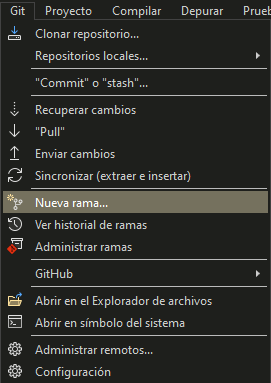 Git Proyecto Compilar Depurar Prue
Clonar repositorio...
Repositorios locales...
"Commit" o "stash"...
Recuperar cambios
"Pull"
Enviar cambios
Sincronizar (extraer e insertar)
Nueva rama...
Ver historial de ramas
Administrar ramas
GitHub
Abrir en el Explorador de archivos
Abrir en símbolo del sistema
Administrar remotos...
Configuración